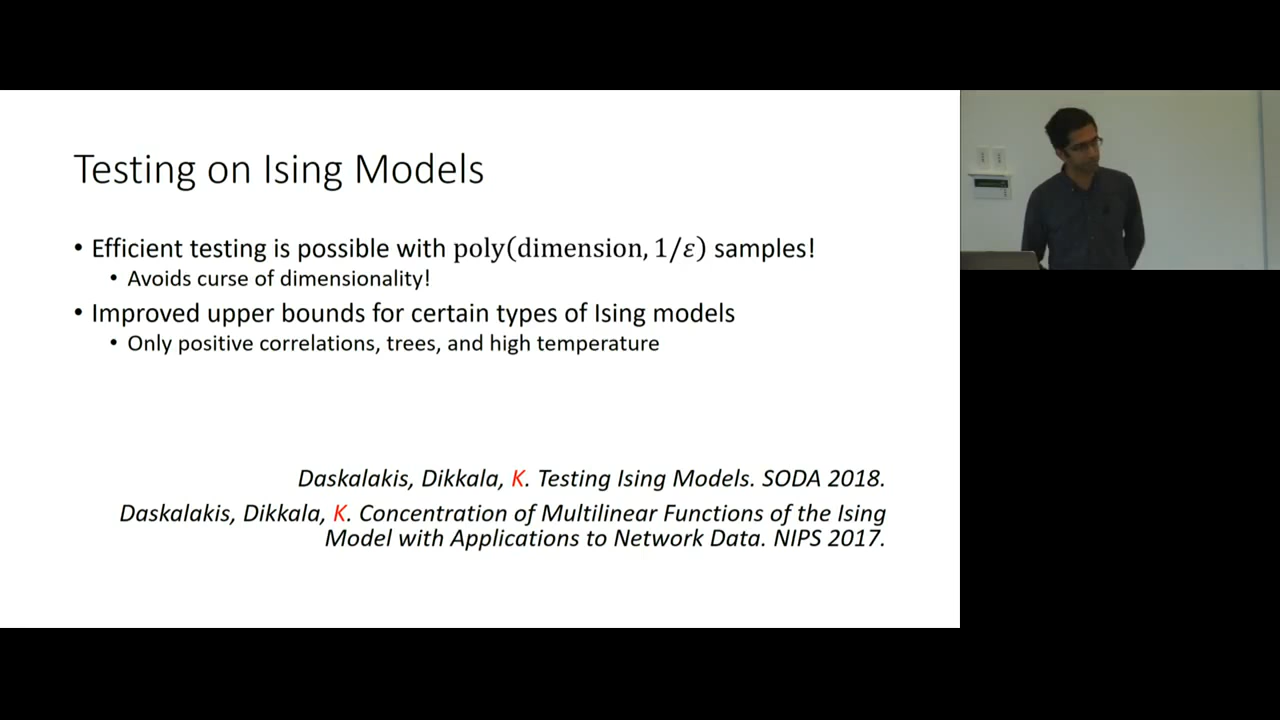 Testing on Ising Models
• Efficient testing is possible with poly(dimension, 1/ε) samples!
• Avoids curse of dimensionality!
• Improved upper bounds for certain types of Ising models
• Only positive correlations, trees, and high temperature
Daskalakis, Dikkala, K. Testing Ising Models. SODA 2018.
Daskalakis, Dikkala, K. Concentration of Multilinear Functions of the Ising
Model with Applications to Network Data. NIPS 2017.